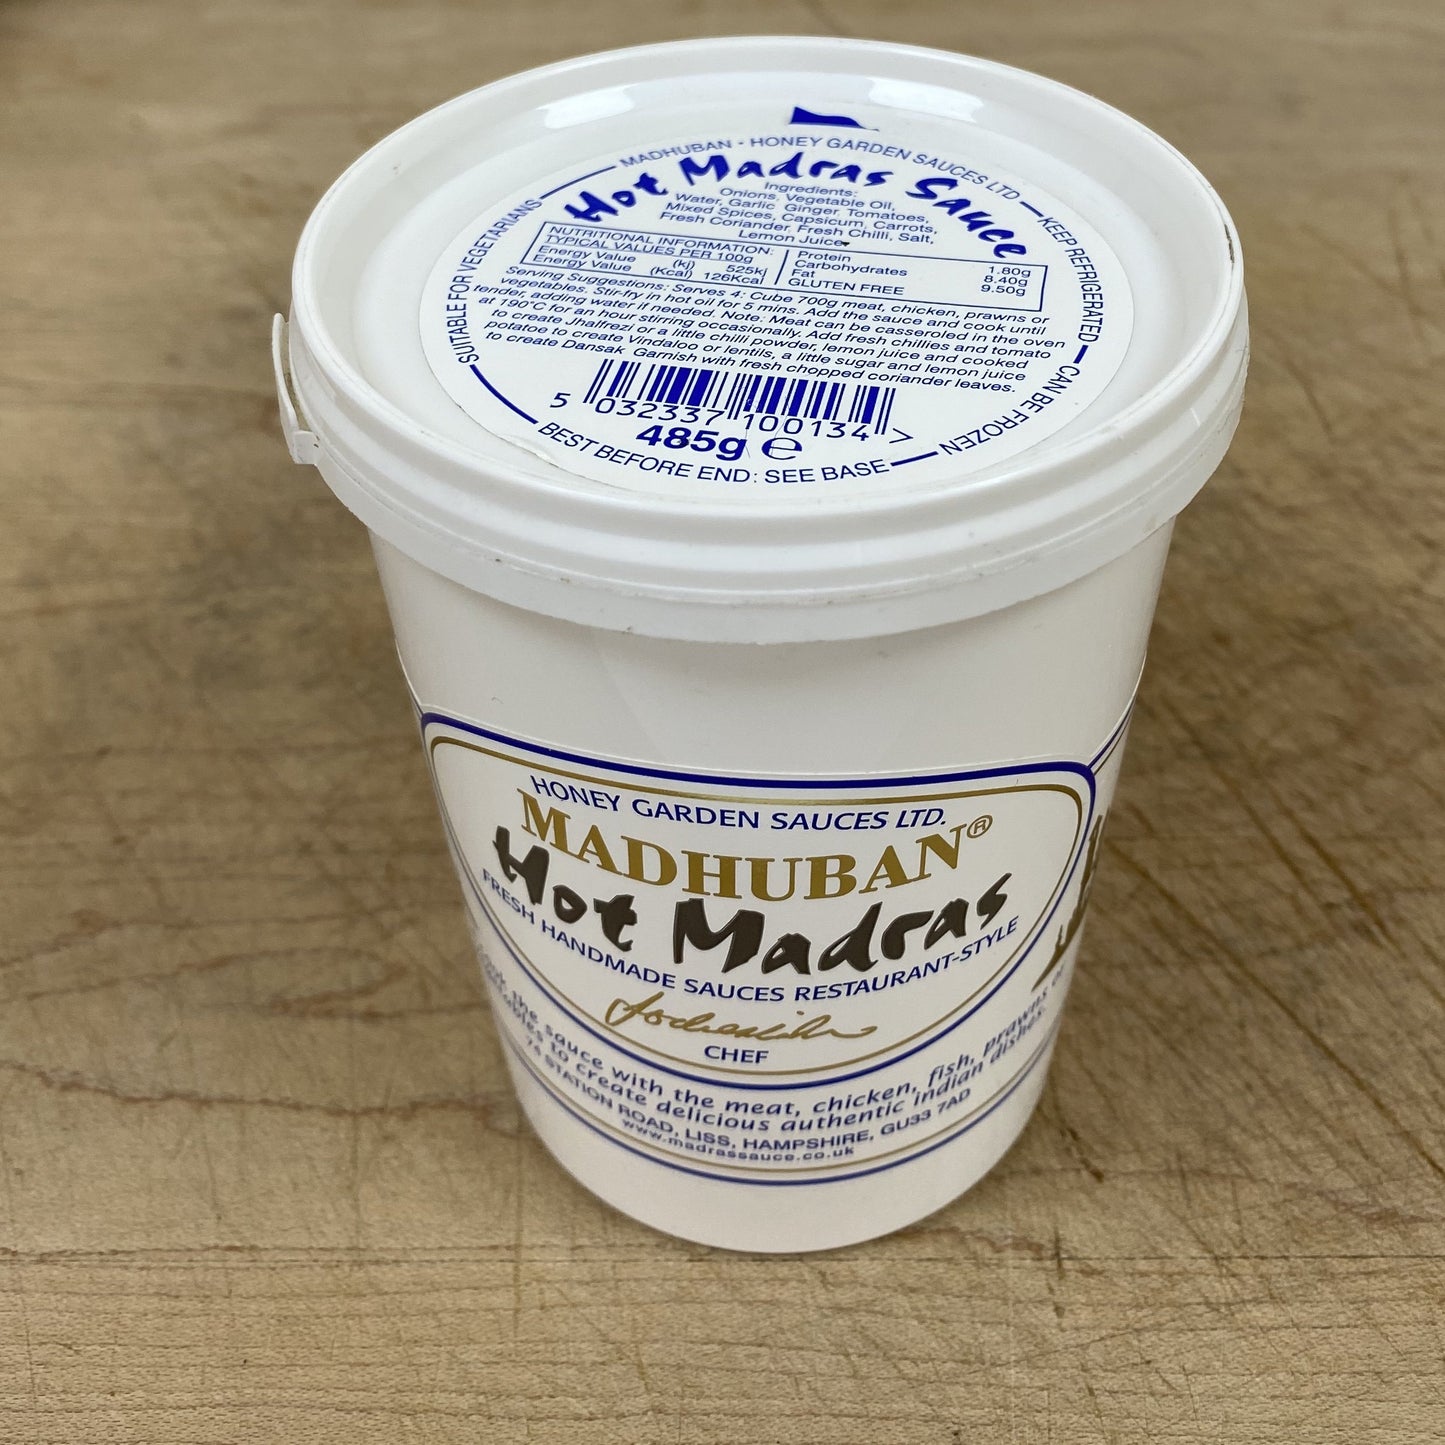 MADHUBAN - HONEY GARDEN SAUCES LTD
KEEP REFRIGERATED
CAN BE FROZEN
BEST BEFORE END: SEE BASE
SUITABLE FOR VEGETARIANS
Hot Madras Sauce
Ingredients:
Onions, Vegetable Oil,
Water, Garlic, Ginger, Tomatoes,
Mixed Spices, Capsicum, Carrots,
Fresh Coriander, Fresh Chilli, Salt,
Lemon Juice
NUTRITIONAL INFORMATION:
TYPICAL VALUES PER 100g
Energy Value (kj) 525kj
Energy Value (Kcal) 126Kcal
Protein 1.80g
Carbohydrates 8.40g
Fat 9.50g
GLUTEN FREE
Serving Suggestions: Serves 4: Cube 700g meat, chicken, prawns or
vegetables. Stir-fry in hot oil for 5 mins. Add the sauce and cook until
tender, adding water if needed. Note: Meat can be casseroled in the oven
at 190°C for an hour stirring occasionally. Add fresh chillies and tomato
to create Jhalfrezi or a little chilli powder, lemon juice and cooked
potatoe to create Vindaloo or lentils, a little sugar and lemon juice
to create Dansak Garnish with fresh chopped coriander leaves.
5 032337 100134 >
485g ℮
HONEY GARDEN SAUCES LTD.
MADHUBAN®
Hot Madras
FRESH HANDMADE SAUCES RESTAURANT-STYLE
CHEF
the sauce with the meat, chicken, fish, prawns or
to create delicious authentic indian dishes.
74 STATION ROAD, LISS, HAMPSHIRE, GU33 7AD
www.madrassauce.co.uk